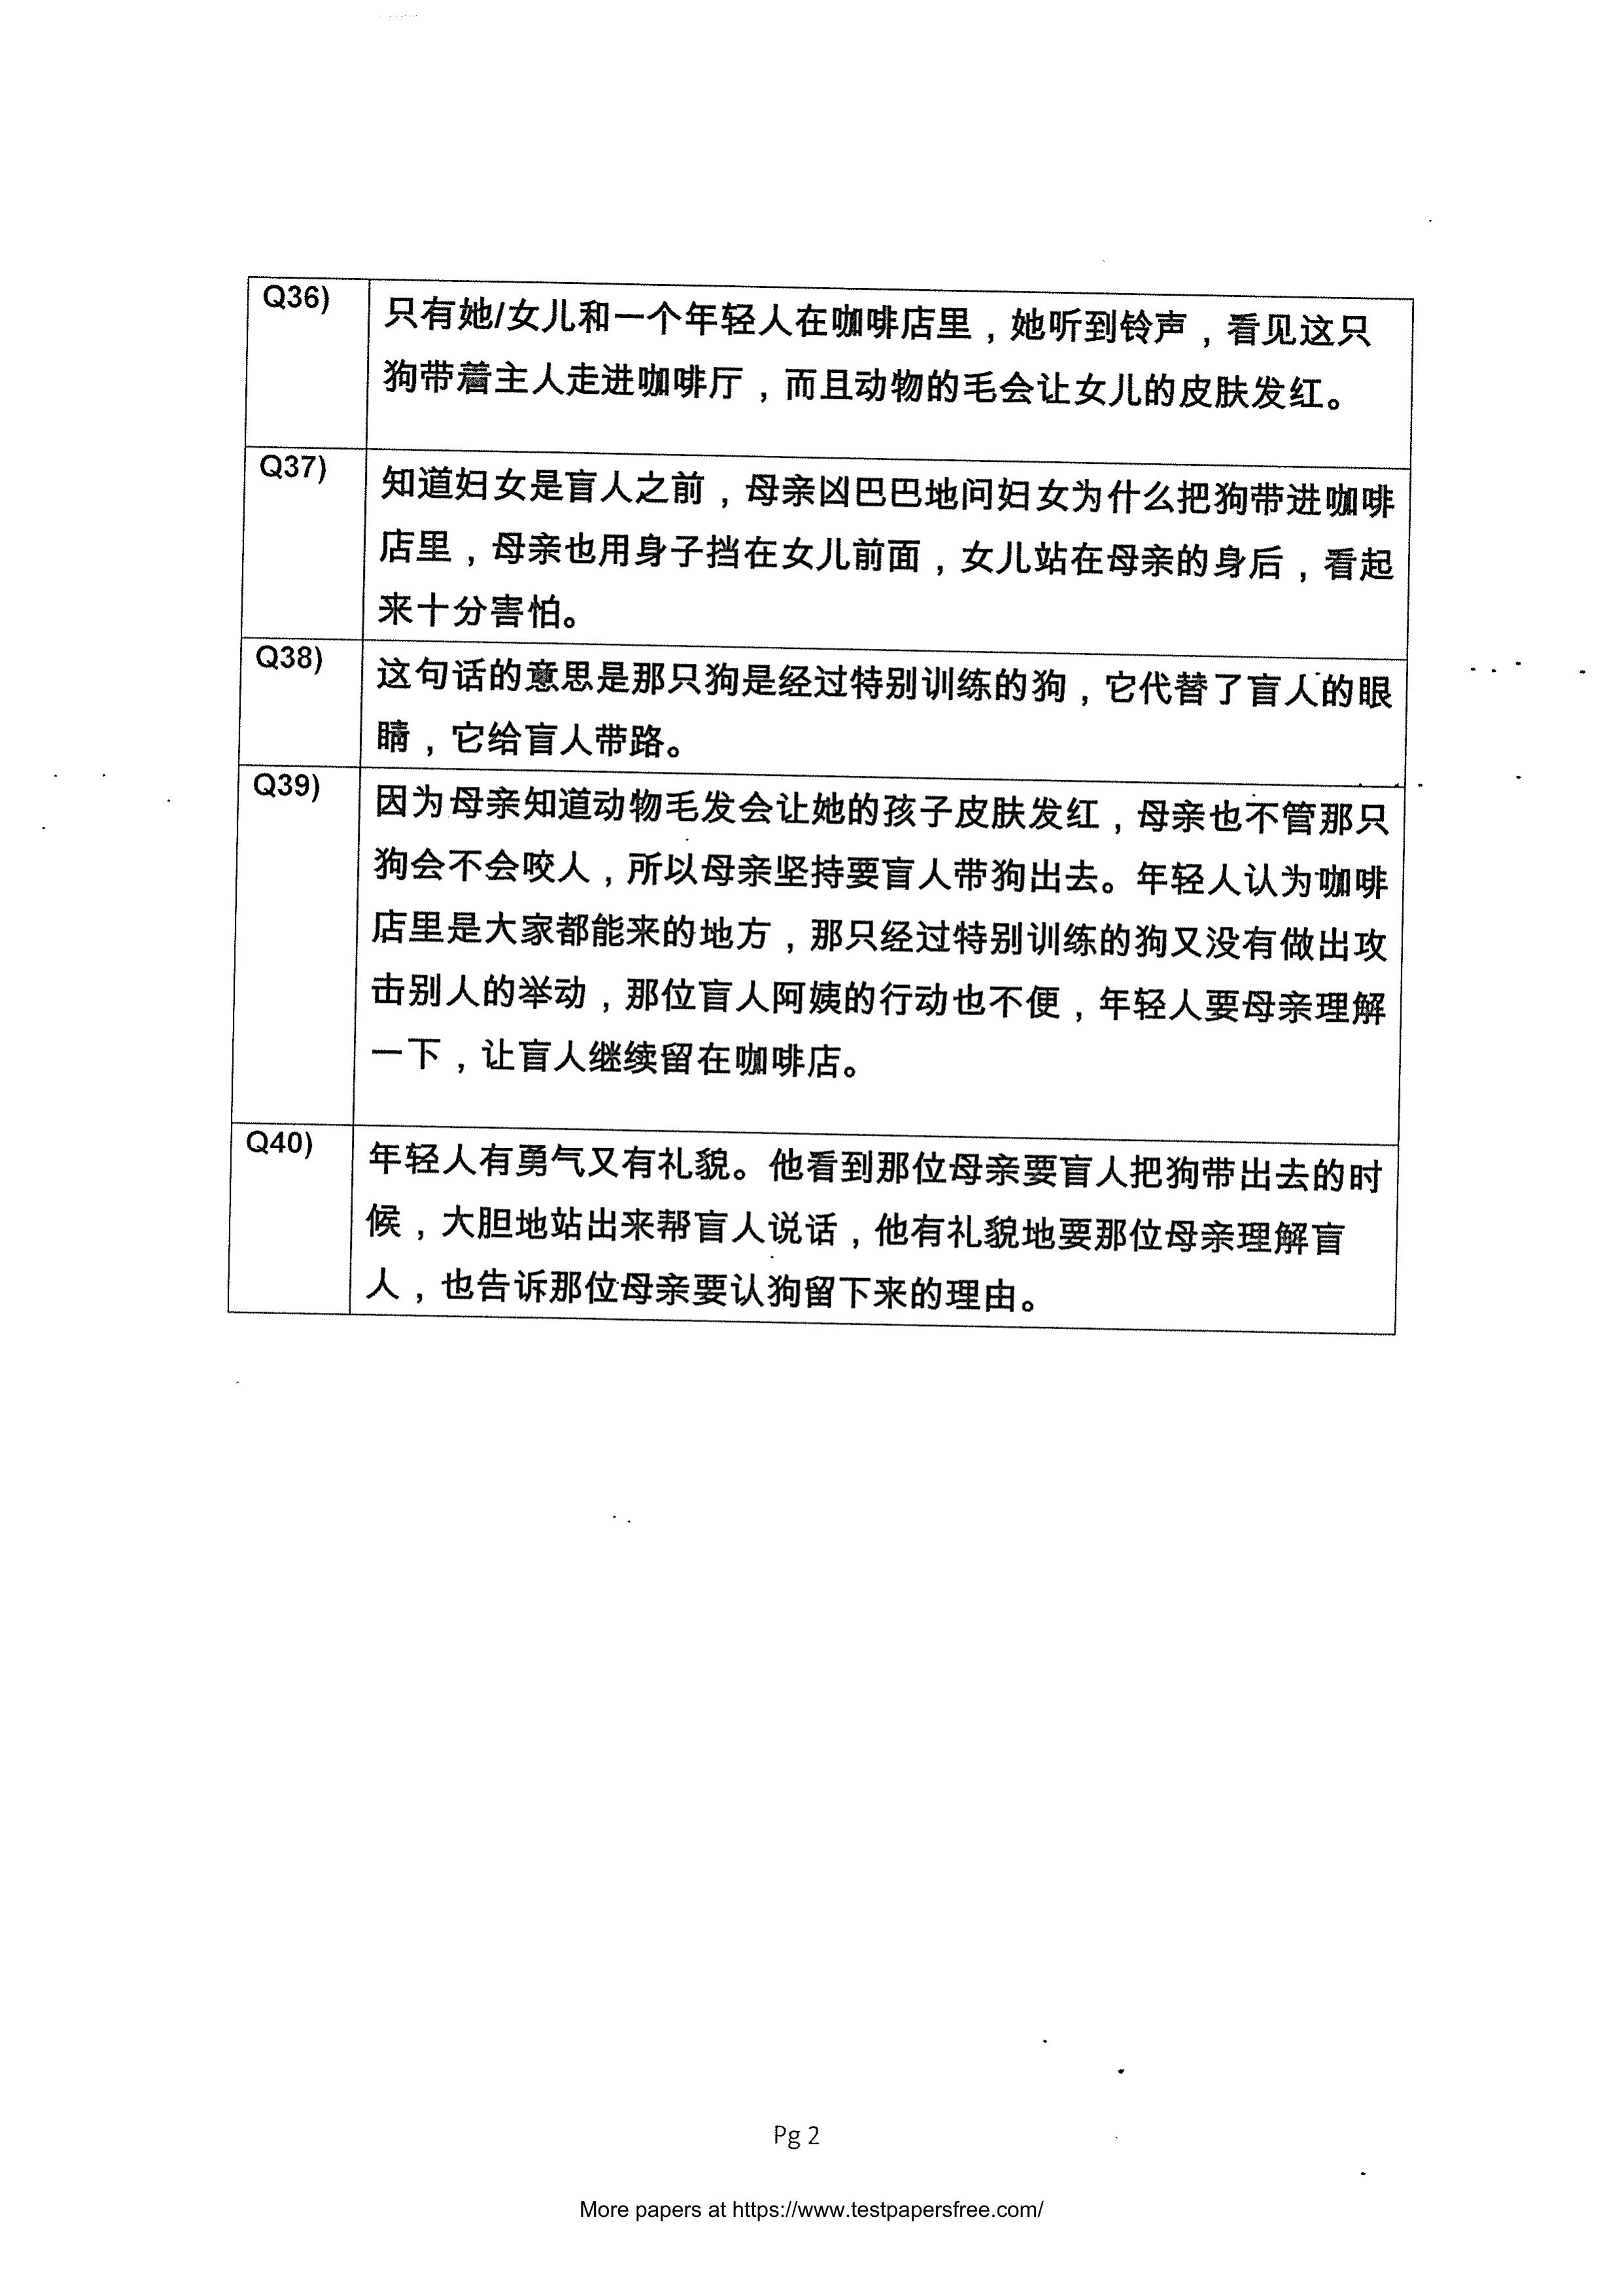 Q36)
只有她/女儿和一个年轻人在咖啡店里，她听到铃声，看见这只
狗带着主人走进咖啡厅，而且动物的毛会让女儿的皮肤发红。
Q37)
知道妇女是盲人之前，母亲凶巴巴地问妇女为什么把狗带进咖啡
店里，母亲也用身子挡在女儿前面，女儿站在母亲的身后，看起
来十分害怕。
Q38)
这句话的意思是那只狗是经过特别训练的狗，它代替了盲人的眼
睛，它给盲人带路。
Q39)
因为母亲知道动物毛发会让她的孩子皮肤发红，母亲也不管那只
狗会不会咬人，所以母亲坚持要盲人带狗出去。年轻人认为咖啡
店里是大家都能来的地方，那只经过特别训练的狗又没有做出攻
击别人的举动，那位盲人阿姨的行动也不便，年轻人要母亲理解
一下，让盲人继续留在咖啡店。
Q40)
年轻人有勇气又有礼貌。他看到那位母亲要盲人把狗带出去的时
候，大胆地站出来帮盲人说话，他有礼貌地要那位母亲理解盲
人，也告诉那位母亲要认狗留下来的理由。
Pg 2
More papers at https://www.testpapersfree.com/